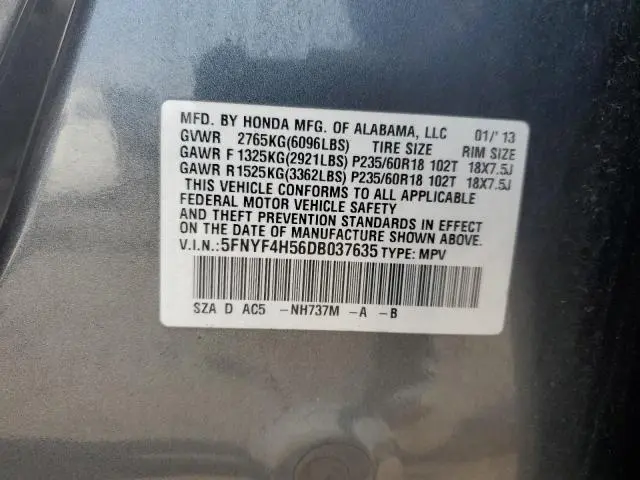 MFD. BY HONDA MFG. OF ALABAMA, LLC 01/'13
GVWR 2765KG(6096LBS) TIRE SIZE RIM SIZE
GAWR F 1325KG(2921LBS) P235/60R18 102T 18X7.5J
GAWR R 1525KG(3362LBS) P235/60R18 102T 18X7.5J
THIS VEHICLE CONFORMS TO ALL APPLICABLE
FEDERAL MOTOR VEHICLE SAFETY
AND THEFT PREVENTION STANDARDS IN EFFECT
ON THE DATE OF MANUFACTURE SHOWN ABOVE.
V.I.N.:5FNYF4H56DB037635 TYPE: MPV
SZA D AC5 -NH737M -A -B